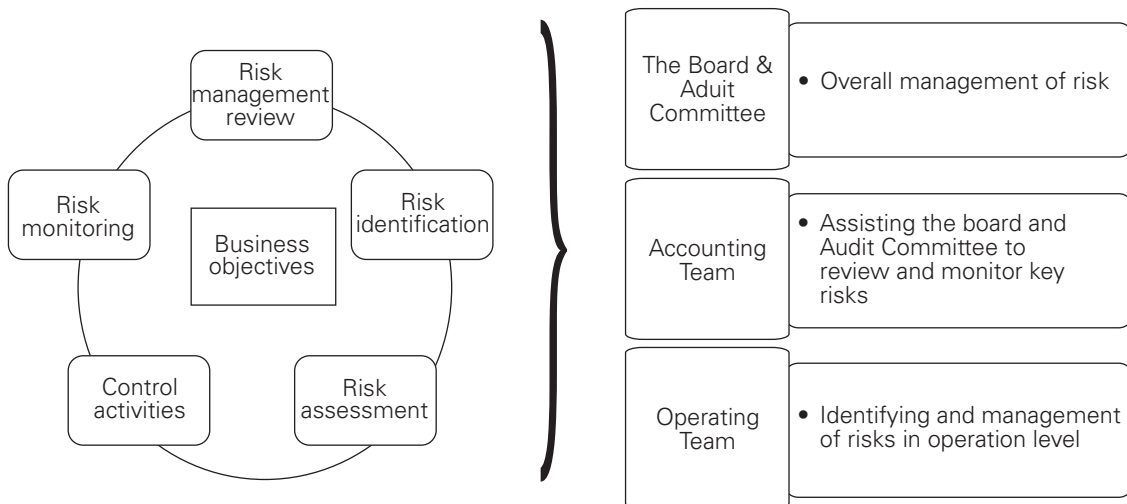 Risk
management
review
Risk
identification
Risk
assessment
Control
activities
Risk
monitoring
Business
objectives
The Board &
Aduit
Committee
• Overall management of risk
Accounting
Team
• Assisting the board and
Audit Committee to
review and monitor key
risks
Operating
Team
• Identifying and management
of risks in operation level